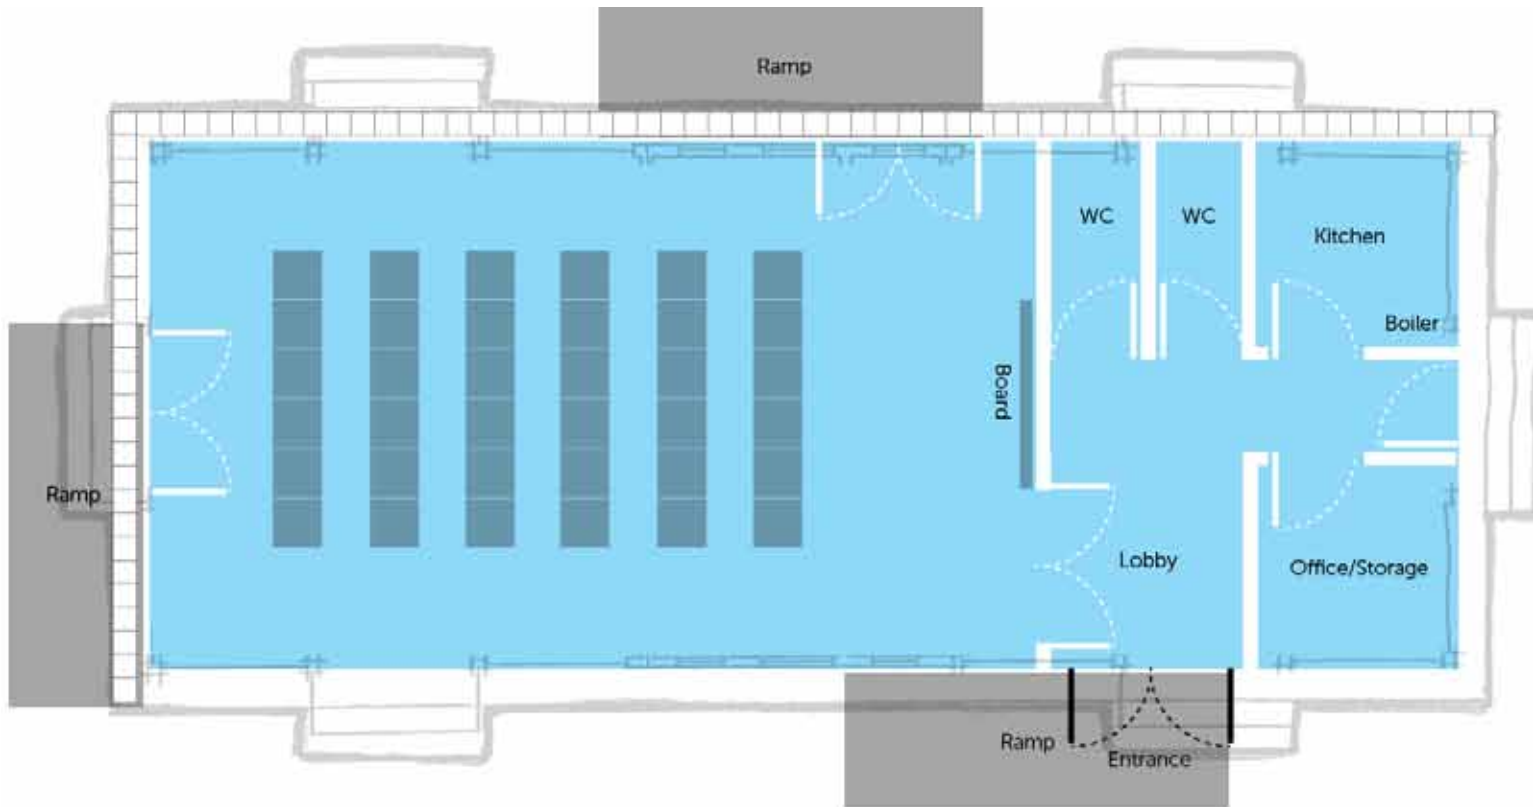 Ramp
WC
WC
Kitchen
Boiler
Board
Ramp
Lobby
Office/Storage
Ramp
Entrance